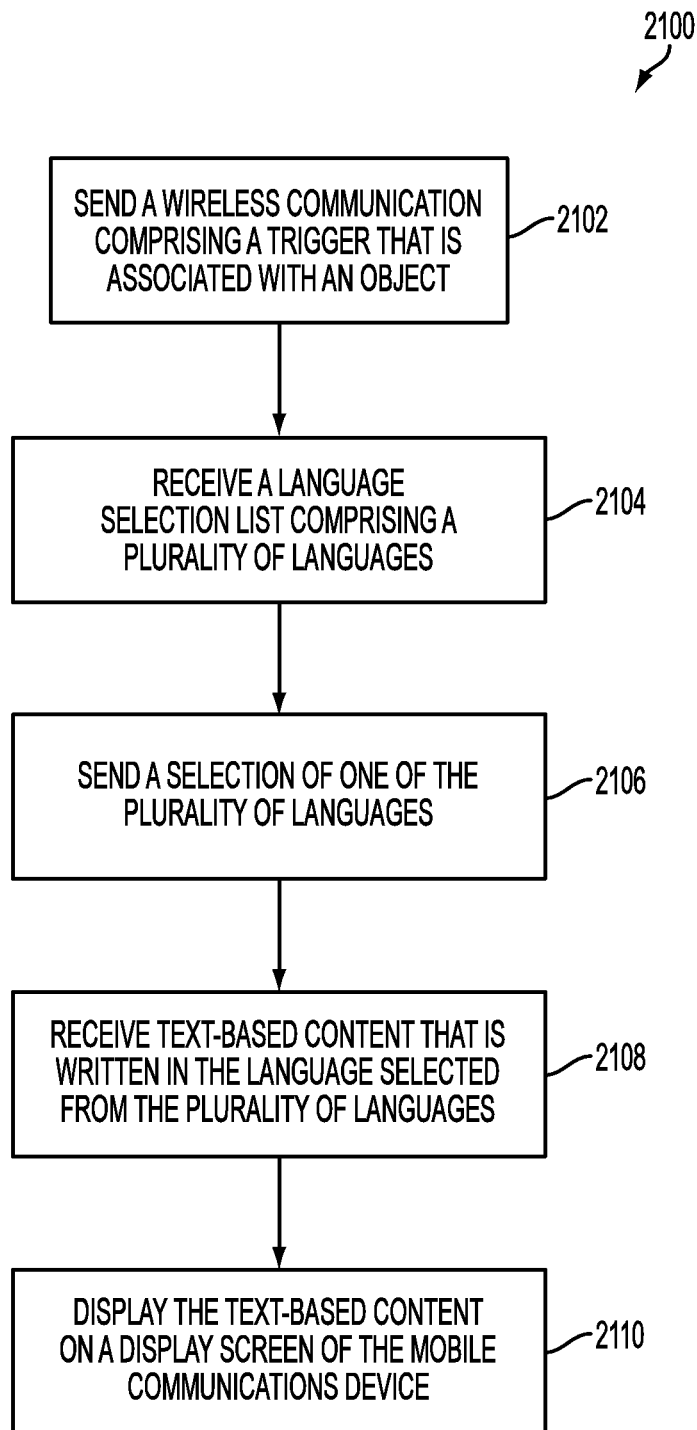 2100
SEND A WIRELESS COMMUNICATION
COMPRISING A TRIGGER THAT IS
ASSOCIATED WITH AN OBJECT
2102
RECEIVE A LANGUAGE
SELECTION LIST COMPRISING A
PLURALITY OF LANGUAGES
2104
SEND A SELECTION OF ONE OF THE
PLURALITY OF LANGUAGES
2106
RECEIVE TEXT-BASED CONTENT THAT IS
WRITTEN IN THE LANGUAGE SELECTED
FROM THE PLURALITY OF LANGUAGES
2108
DISPLAY THE TEXT-BASED CONTENT
ON A DISPLAY SCREEN OF THE MOBILE
COMMUNICATIONS DEVICE
2110